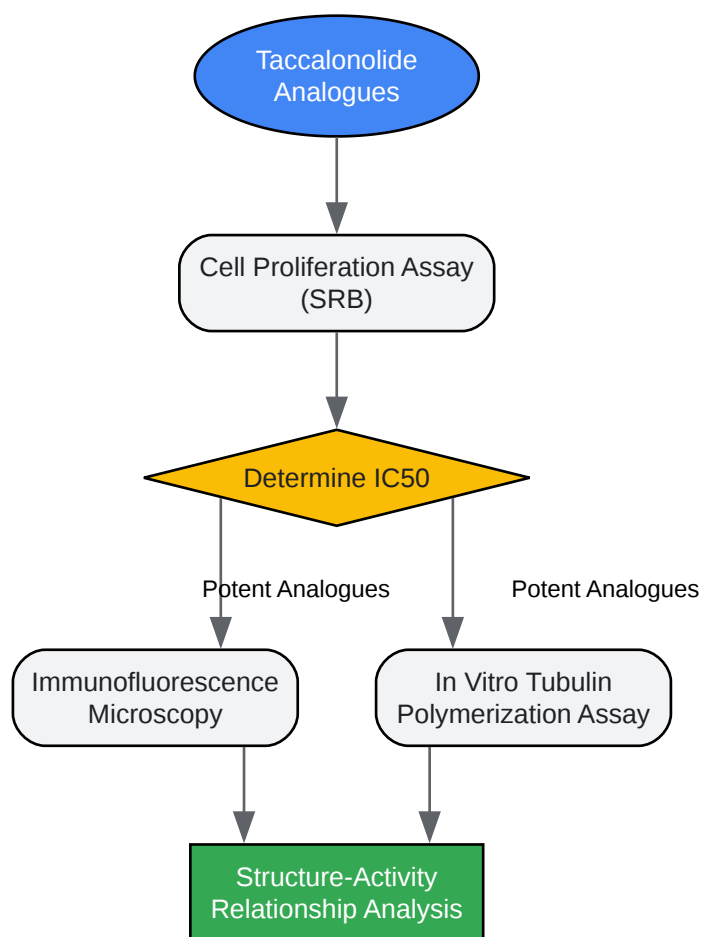 Taccalonolide
Analogues
Cell Proliferation Assay
(SRB)
Determine IC50
Potent Analogues
Potent Analogues
Immunofluorescence
Microscopy
In Vitro Tubulin
Polymerization Assay
Structure-Activity
Relationship Analysis